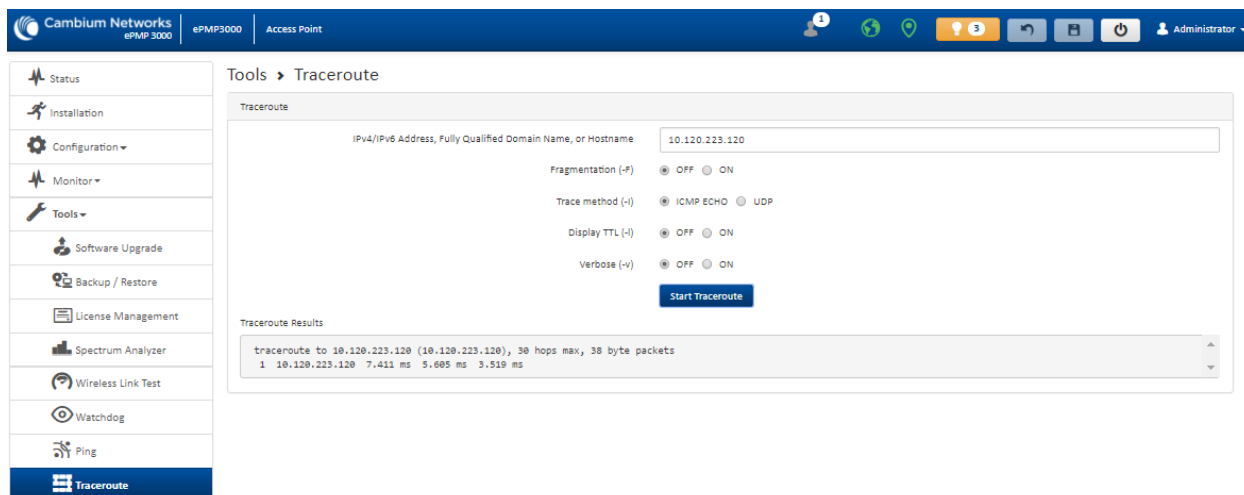 Cambium Networks
ePMP 3000
ePMP3000
Access Point
1
3
Administrator
Status
Installation
Configuration
Monitor
Tools
Software Upgrade
Backup / Restore
License Management
Spectrum Analyzer
Wireless Link Test
Watchdog
Ping
Traceroute
Tools > Traceroute
Traceroute
IPv4/IPv6 Address, Fully Qualified Domain Name, or Hostname 10.120.223.120
Fragmentation (-F) OFF ON
Trace method (-I) ICMP ECHO UDP
Display TTL (-l) OFF ON
Verbose (-v) OFF ON
Start Traceroute
Traceroute Results
traceroute to 10.120.223.120 (10.120.223.120), 30 hops max, 38 byte packets
1 10.120.223.120 7.411 ms 5.605 ms 3.519 ms